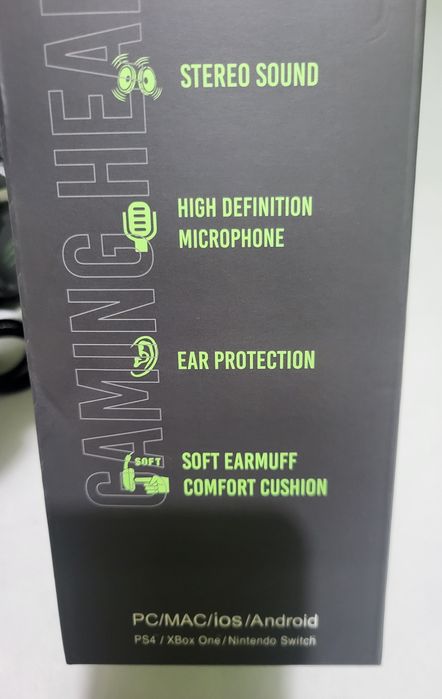 GAMING HEA
STEREO SOUND
HIGH DEFINITION
MICROPHONE
EAR PROTECTION
SOFT
SOFT EARMUFF
COMFORT CUSHION
PC/MAC/ios/Android
PS4 / XBox One/Nintendo Switch